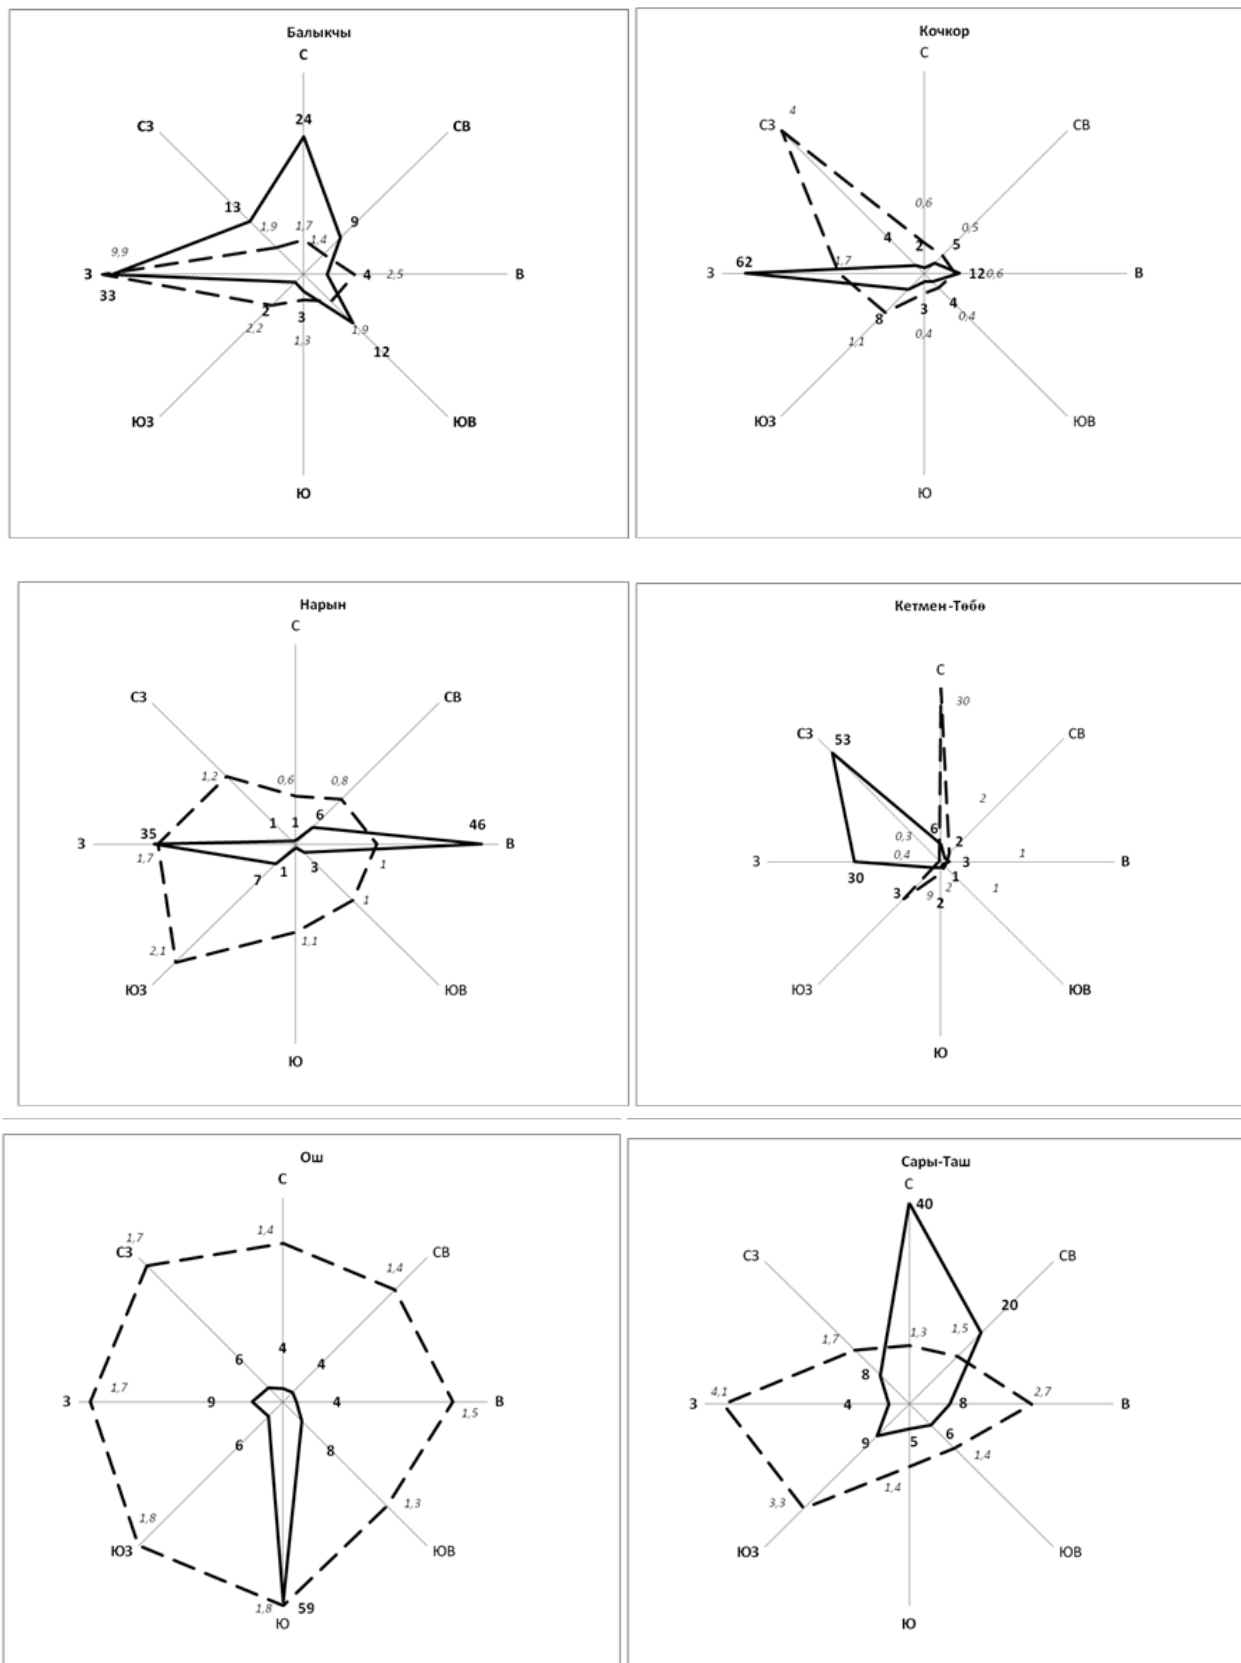 Балыкчы
С
24
СЗ
СВ
13
9
1,9
1,7
1,4
9,9
З
4
2,5
В
33
2
3
1,9
2,2
1,3
12
ЮЗ
ЮВ
Ю
Кочкор
С
4
СЗ
СВ
0,6
0,5
4
2
5
1,7
62
З
12
0,6
В
4
3
8
0,4
0,4
1,1
ЮЗ
ЮВ
Ю
Нарын
С
СЗ
СВ
1,2
0,6
0,8
1
1
6
46
35
З
В
1,7
1
3
1
7
1
2,1
1,1
ЮЗ
ЮВ
Ю
Кетмен-Төбө
С
30
СЗ
53
СВ
2
0,3
6
2
0,4
1
З
3
В
30
1
3
9
2
1
2
ЮЗ
ЮВ
Ю
Ош
С
1,7
1,4
СЗ
СВ
1,4
4
6
4
1,7
З
9
4
В
1,5
6
8
1,3
1,8
ЮЗ
ЮВ
1,8
59
Ю
Сары-Таш
С
40
СЗ
СВ
20
1,7
1,3
1,5
8
4,1
2,7
З
4
8
В
9
5
6
1,4
1,4
3,3
ЮЗ
ЮВ
Ю